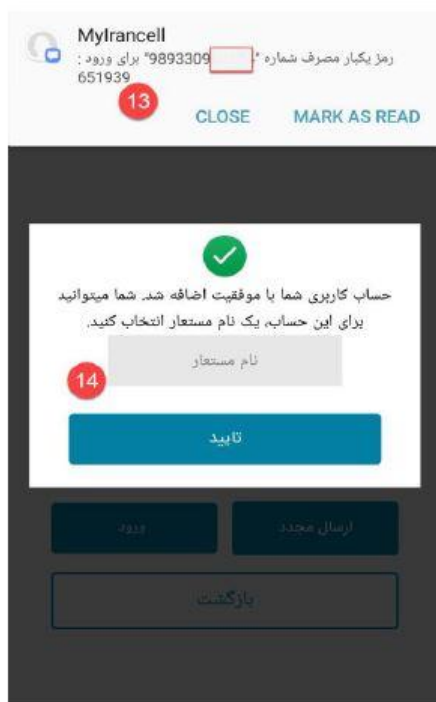 MyIrancell
رمز یکبار مصرف شماره "9893309" برای ورود :
651939
13
CLOSE MARK AS READ
حساب کاربری شما با موفقیت اضافه شد. شما میتوانید
برای این حساب، یک نام مستعار انتخاب کنید.
نام مستعار
14
تایید
ارسال مجدد ورود
بازگشت